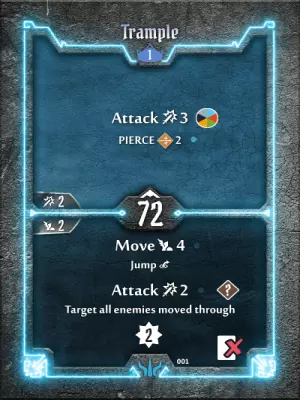 Trample
1
Attack 3
PIERCE 2
2
72
2
Move 4
Jump
Attack 2 ?
Target all enemies moved through
2
001